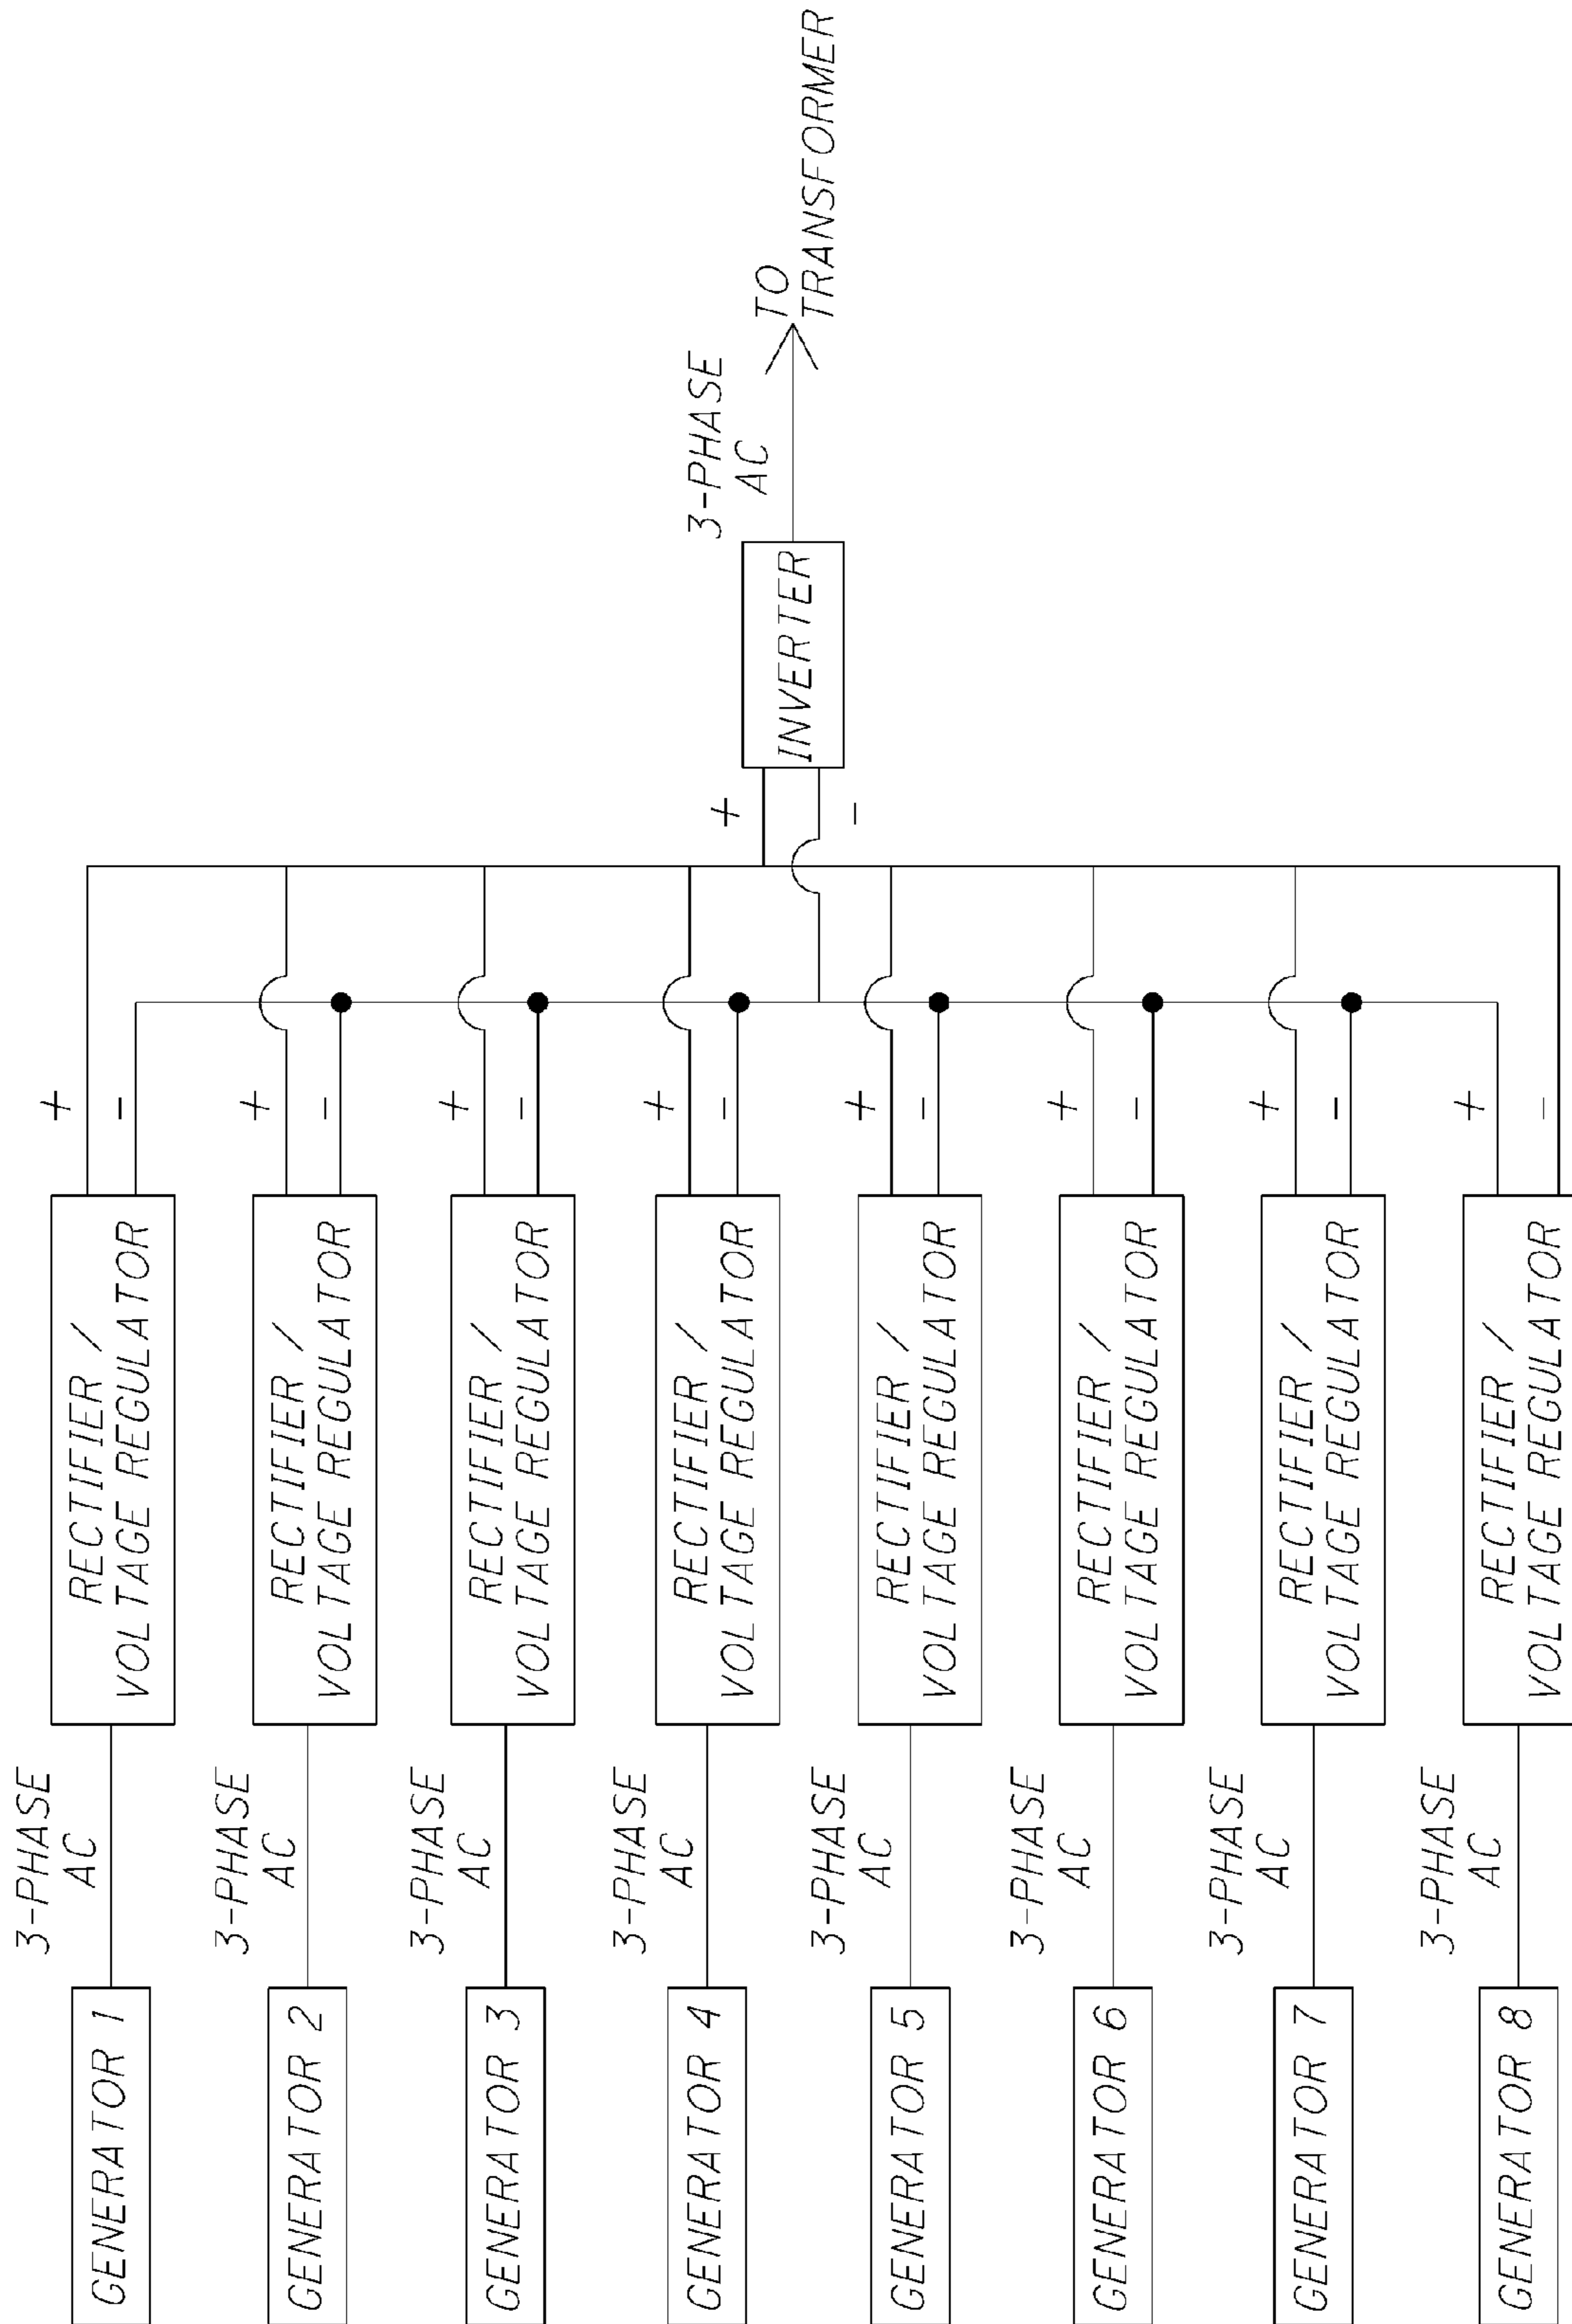 GENERATOR 1
3-PHASE
AC
RECTIFIER /
VOLTAGE REGULATOR
+
-
GENERATOR 2
3-PHASE
AC
RECTIFIER /
VOLTAGE REGULATOR
+
-
GENERATOR 3
3-PHASE
AC
RECTIFIER /
VOLTAGE REGULATOR
+
-
GENERATOR 4
3-PHASE
AC
RECTIFIER /
VOLTAGE REGULATOR
+
-
GENERATOR 5
3-PHASE
AC
RECTIFIER /
VOLTAGE REGULATOR
+
-
GENERATOR 6
3-PHASE
AC
RECTIFIER /
VOLTAGE REGULATOR
+
-
GENERATOR 7
3-PHASE
AC
RECTIFIER /
VOLTAGE REGULATOR
+
-
GENERATOR 8
3-PHASE
AC
RECTIFIER /
VOLTAGE REGULATOR
+
-
+
-
INVERTER
3-PHASE
AC
TO
TRANSFORMER